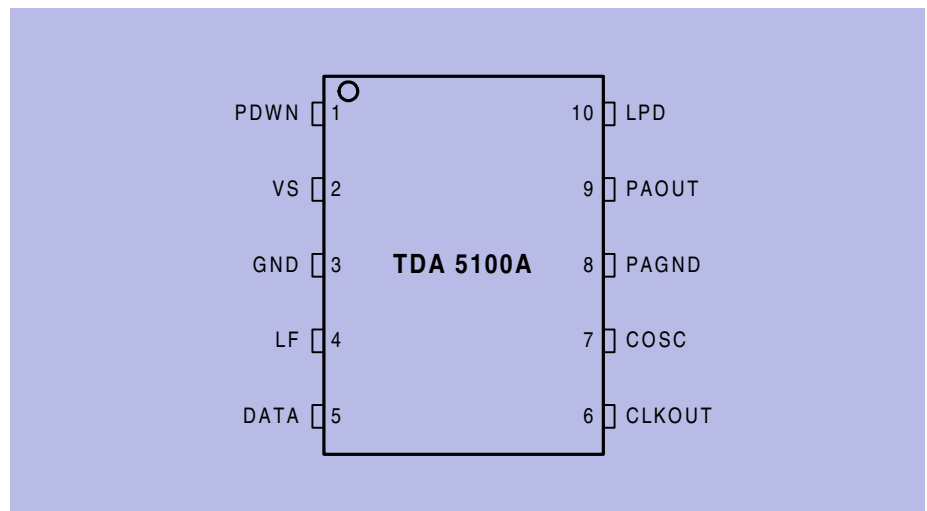 PDWN 1 10 LPD
VS 2 9 PAOUT
GND 3 TDA 5100A 8 PAGND
LF 4 7 COSC
DATA 5 6 CLKOUT